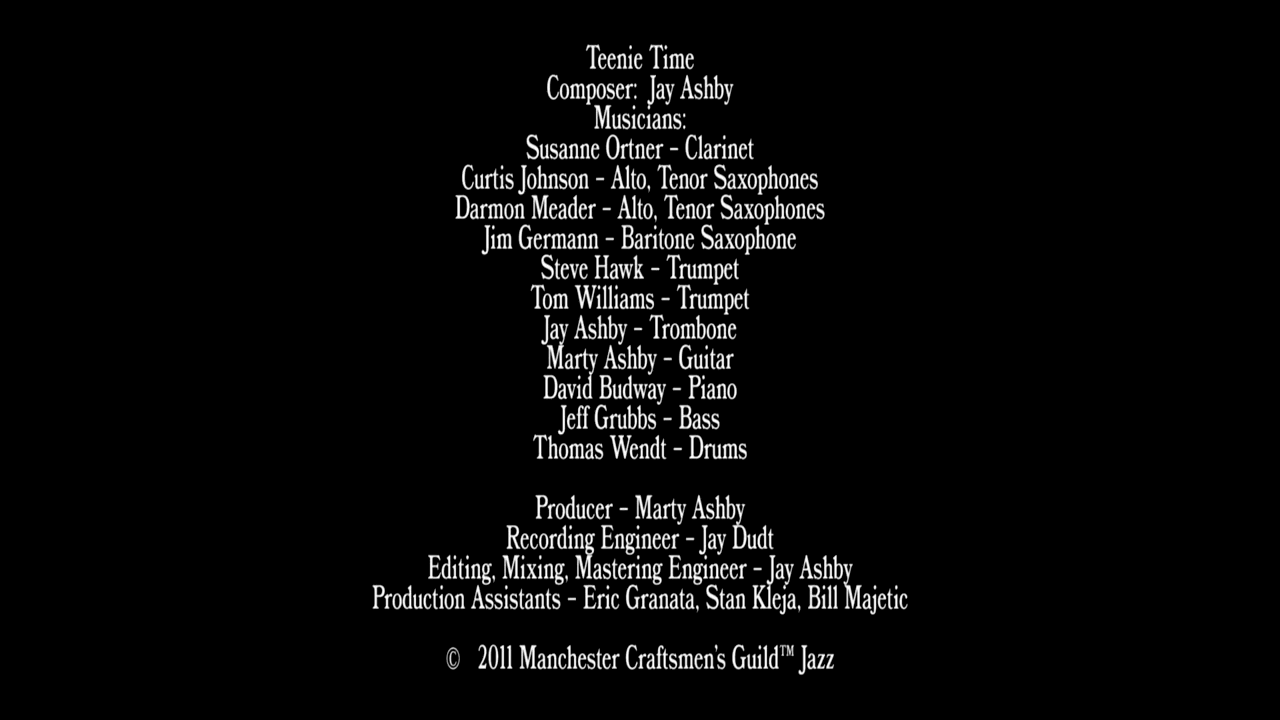 Teenie Time
Composer: Jay Ashby
Musicians:
Susanne Ortner - Clarinet
Curtis Johnson - Alto, Tenor Saxophones
Darmon Meader - Alto, Tenor Saxophones
Jim Germann - Baritone Saxophone
Steve Hawk - Trumpet
Tom Williams - Trumpet
Jay Ashby - Trombone
Marty Ashby - Guitar
David Budway - Piano
Jeff Grubbs - Bass
Thomas Wendt - Drums
Producer - Marty Ashby
Recording Engineer - Jay Dudt
Editing, Mixing, Mastering Engineer - Jay Ashby
Production Assistants - Eric Granata, Stan Kleja, Bill Majetic
© 2011 Manchester Craftsmen's Guild™ Jazz